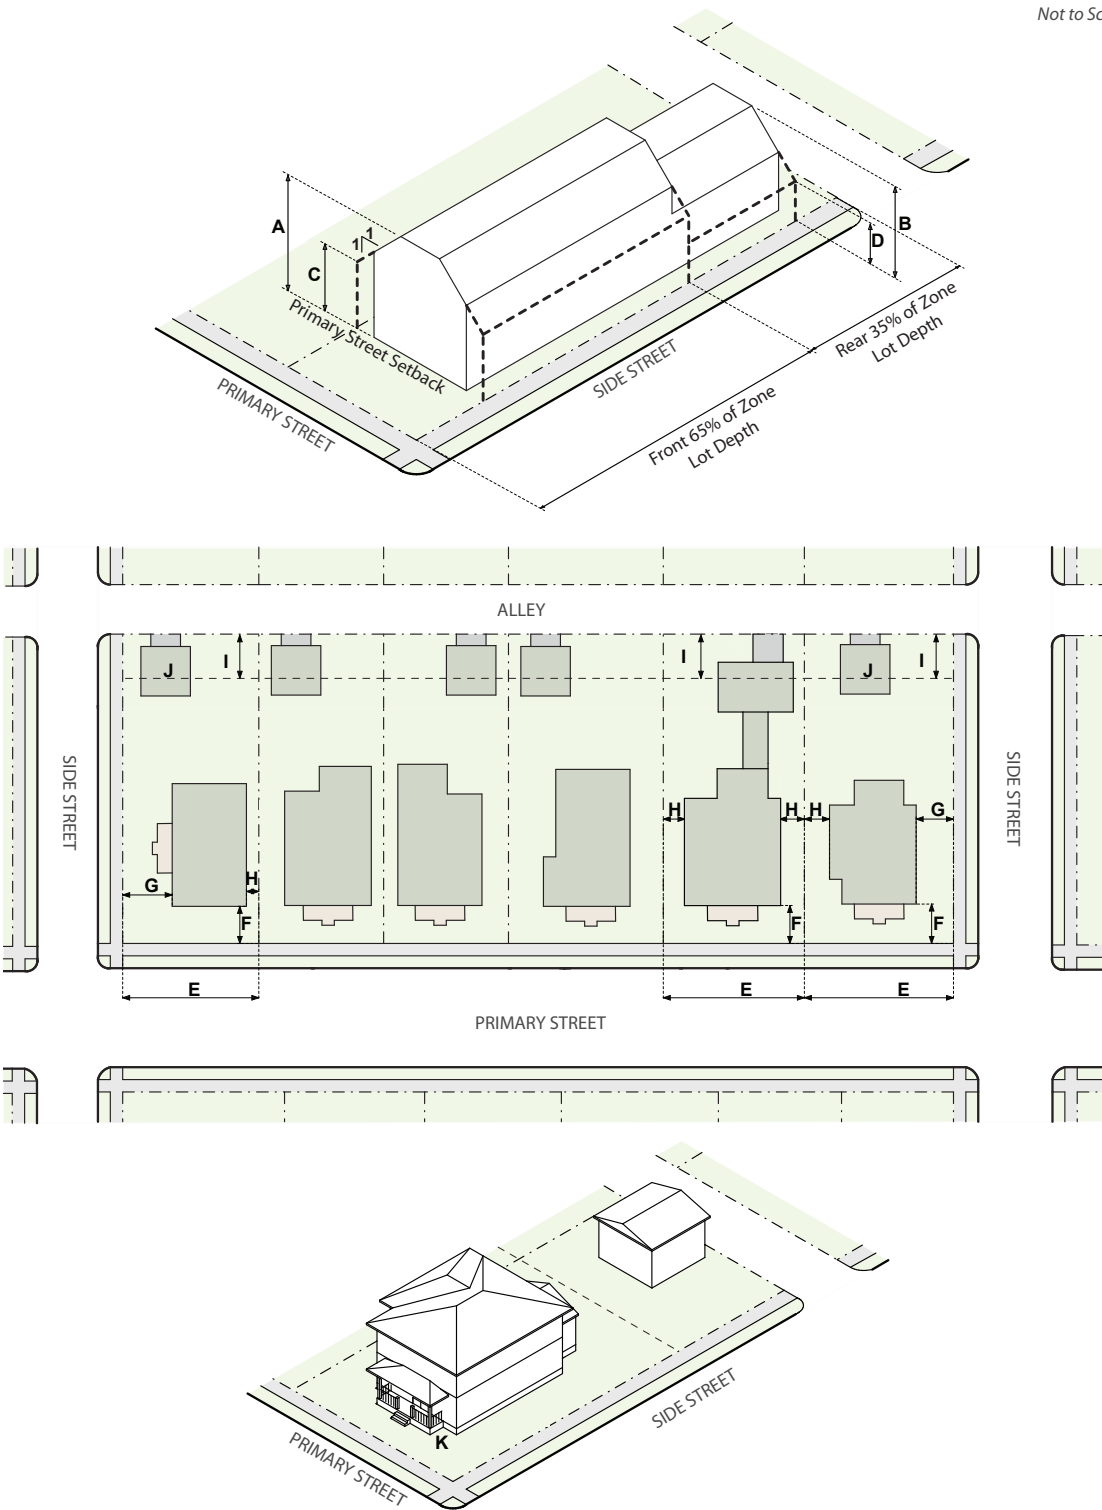 Not to Sc
A
B
1
1
C
D
Primary Street Setback
Rear 35% of Zone
Lot Depth
PRIMARY STREET
SIDE STREET
Front 65% of Zone
Lot Depth
ALLEY
J
I
I
J
I
SIDE STREET
SIDE STREET
H
H
H
G
G
H
F
F
F
E
E
E
PRIMARY STREET
K
PRIMARY STREET
SIDE STREET